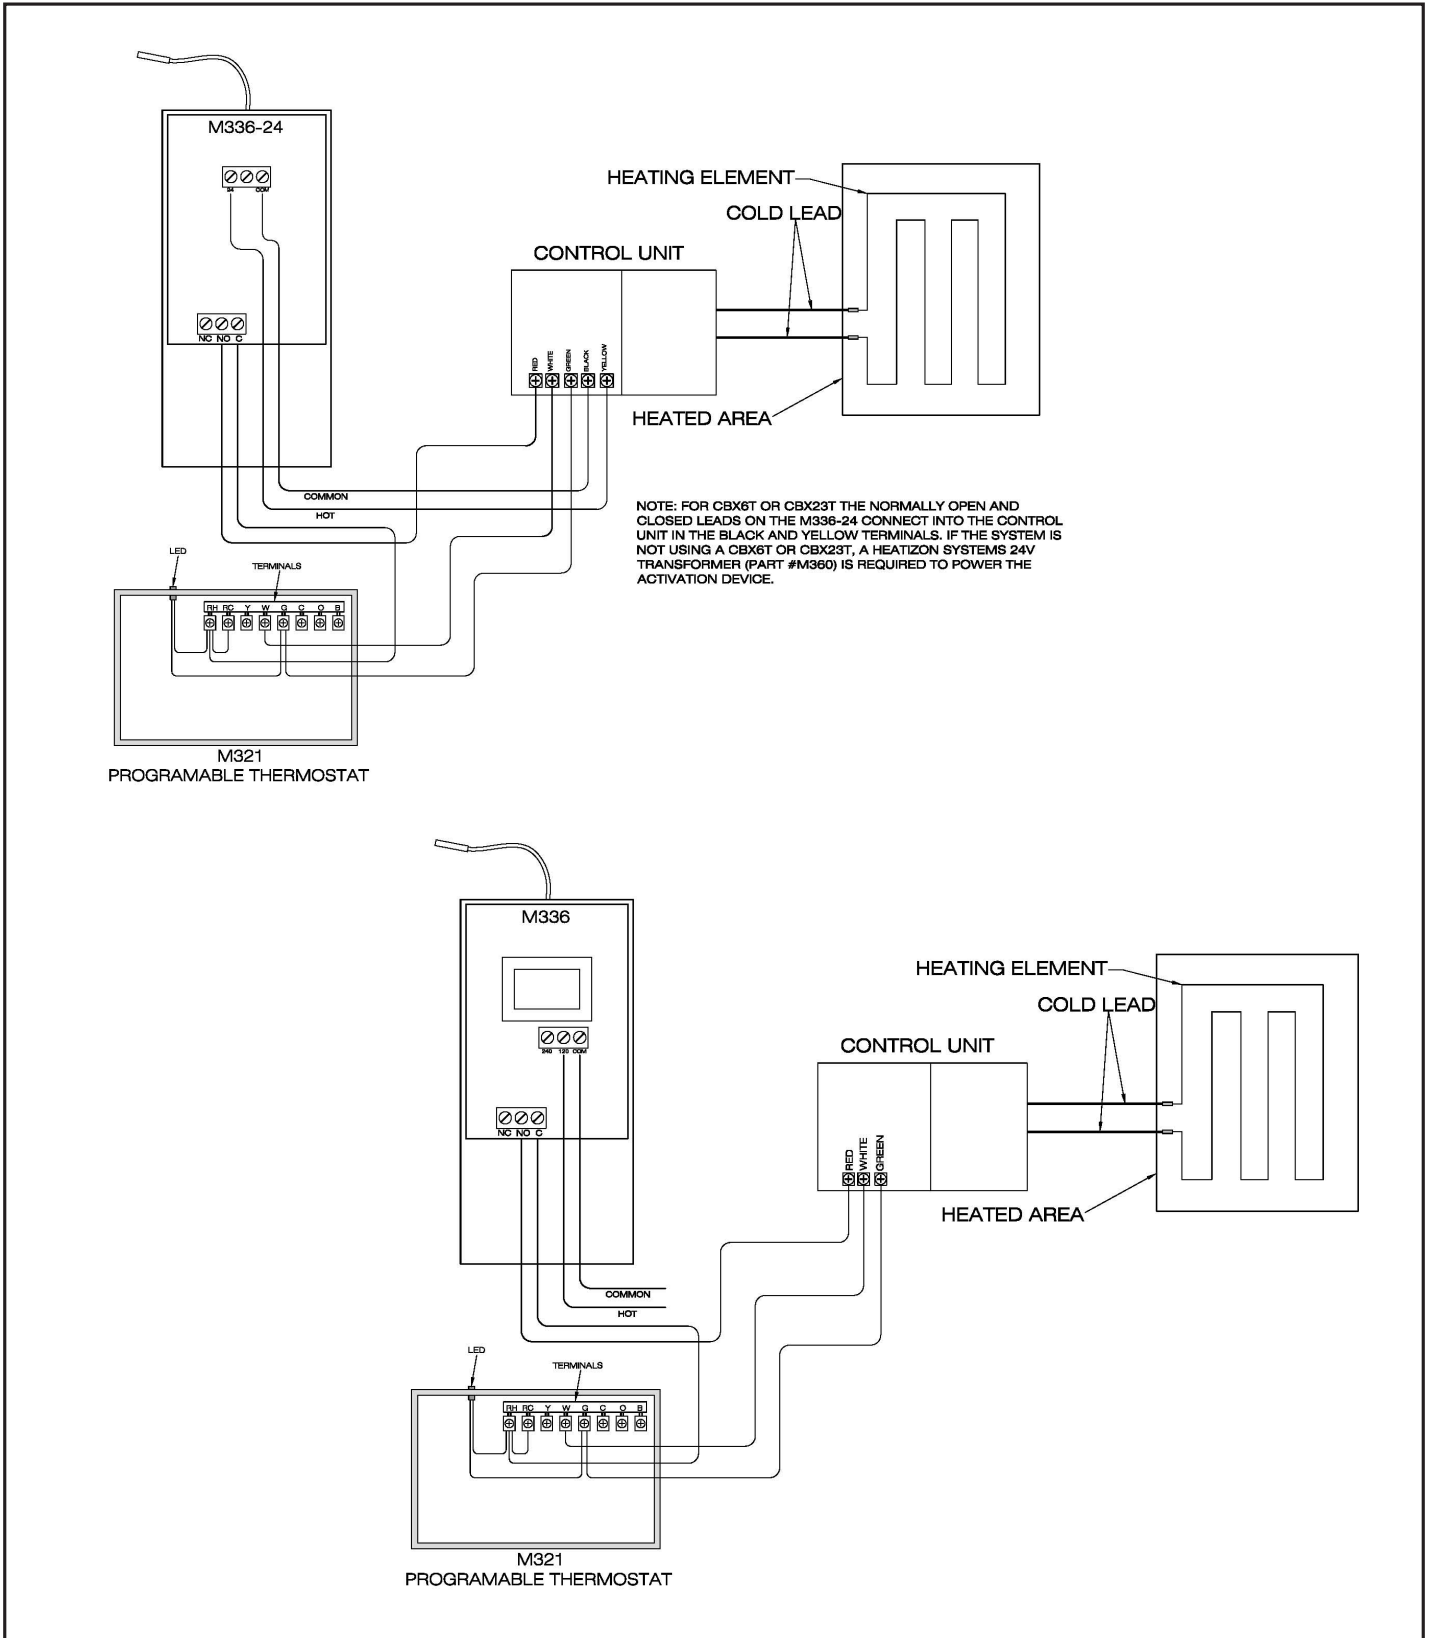 M336-24
24 COM
NC NO C
HEATING ELEMENT
COLD LEAD
CONTROL UNIT
RED
WHITE
GREEN
BLACK
YELLOW
HEATED AREA
COMMON
HOT
NOTE: FOR CBX6T OR CBX23T THE NORMALLY OPEN AND
CLOSED LEADS ON THE M336-24 CONNECT INTO THE CONTROL
UNIT IN THE BLACK AND YELLOW TERMINALS. IF THE SYSTEM IS
NOT USING A CBX6T OR CBX23T, A HEATIZON SYSTEMS 24V
TRANSFORMER (PART #M360) IS REQUIRED TO POWER THE
ACTIVATION DEVICE.
LED
TERMINALS
RH RC Y W G C O B
M321
PROGRAMABLE THERMOSTAT
M336
240 120 COM
NC NO C
HEATING ELEMENT
COLD LEAD
CONTROL UNIT
RED
WHITE
GREEN
HEATED AREA
COMMON
HOT
LED
TERMINALS
RH RC Y W G C O B
M321
PROGRAMABLE THERMOSTAT